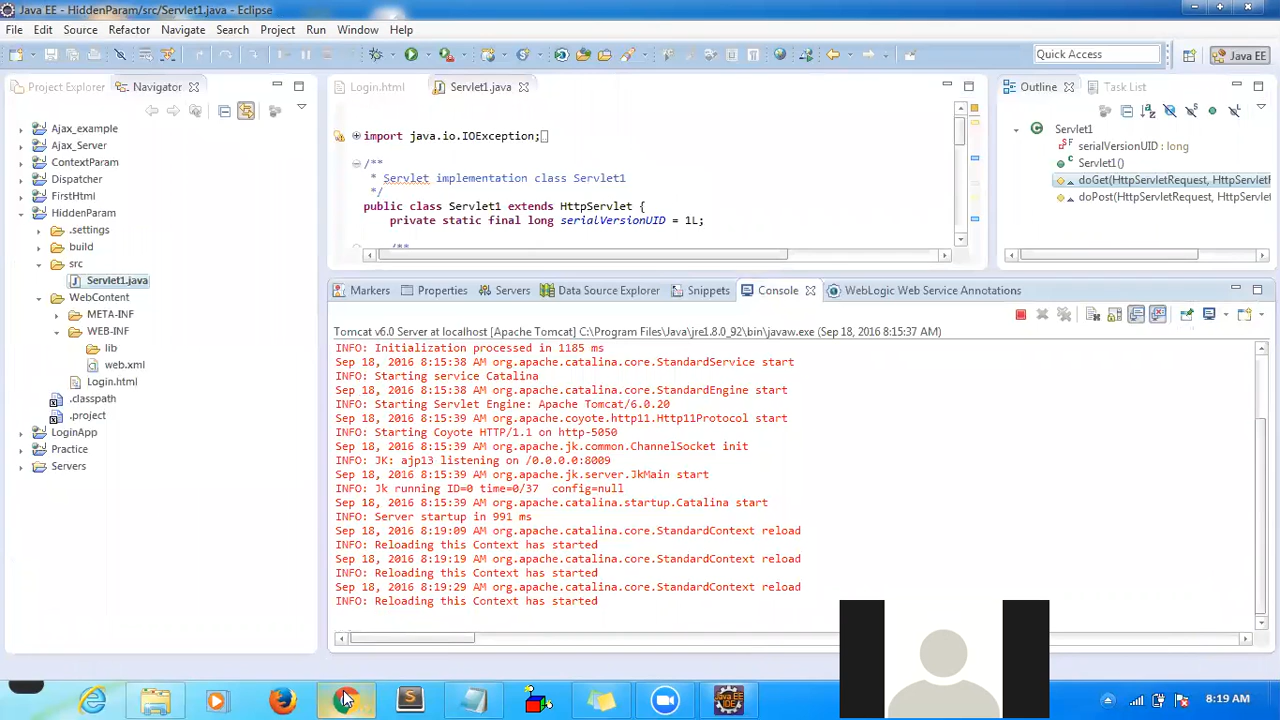 Java EE - HiddenParam/src/Servlet1.java - Eclipse
File Edit Source Refactor Navigate Search Project Run Window Help
Quick Access
Java EE
Project Explorer
Navigator
Ajax_example
Ajax_Server
ContextParam
Dispatcher
FirstHtml
HiddenParam
.settings
build
src
Servlet1.java
WebContent
META-INF
WEB-INF
lib
web.xml
Login.html
.classpath
.project
LoginApp
Practice
Servers
Login.html
Servlet1.java
import java.io.IOException;
/**
* Servlet implementation class Servlet1
*/
public class Servlet1 extends HttpServlet {
private static final long serialVersionUID = 1L;
/**
Outline
Task List
Servlet1
serialVersionUID : long
Servlet1()
doGet(HttpServletRequest, HttpServletR
doPost(HttpServletRequest, HttpServlet
Markers
Properties
Servers
Data Source Explorer
Snippets
Console
WebLogic Web Service Annotations
Tomcat v6.0 Server at localhost [Apache Tomcat] C:\Program Files\Java\jre1.8.0_92\bin\javaw.exe (Sep 18, 2016 8:15:37 AM)
INFO: Initialization processed in 1185 ms
Sep 18, 2016 8:15:38 AM org.apache.catalina.core.StandardService start
INFO: Starting service Catalina
Sep 18, 2016 8:15:38 AM org.apache.catalina.core.StandardEngine start
INFO: Starting Servlet Engine: Apache Tomcat/6.0.20
Sep 18, 2016 8:15:39 AM org.apache.coyote.http11.Http11Protocol start
INFO: Starting Coyote HTTP/1.1 on http-5050
Sep 18, 2016 8:15:39 AM org.apache.jk.common.ChannelSocket init
INFO: JK: ajp13 listening on /0.0.0.0:8009
Sep 18, 2016 8:15:39 AM org.apache.jk.server.JkMain start
INFO: Jk running ID=0 time=0/37 config=null
Sep 18, 2016 8:15:39 AM org.apache.catalina.startup.Catalina start
INFO: Server startup in 991 ms
Sep 18, 2016 8:19:09 AM org.apache.catalina.core.StandardContext reload
INFO: Reloading this Context has started
Sep 18, 2016 8:19:19 AM org.apache.catalina.core.StandardContext reload
INFO: Reloading this Context has started
Sep 18, 2016 8:19:29 AM org.apache.catalina.core.StandardContext reload
INFO: Reloading this Context has started
Java EE
IDE
8:19 AM